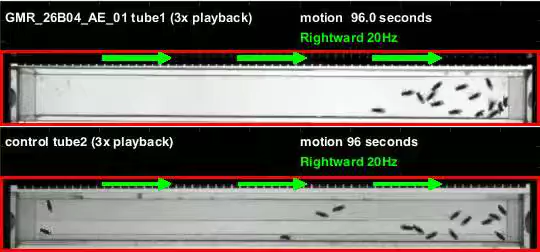 GMR_26B04_AE_01 tube1 (3x playback)
motion 96.0 seconds
Rightward 20Hz
control tube2 (3x playback)
motion 96 seconds
Rightward 20Hz